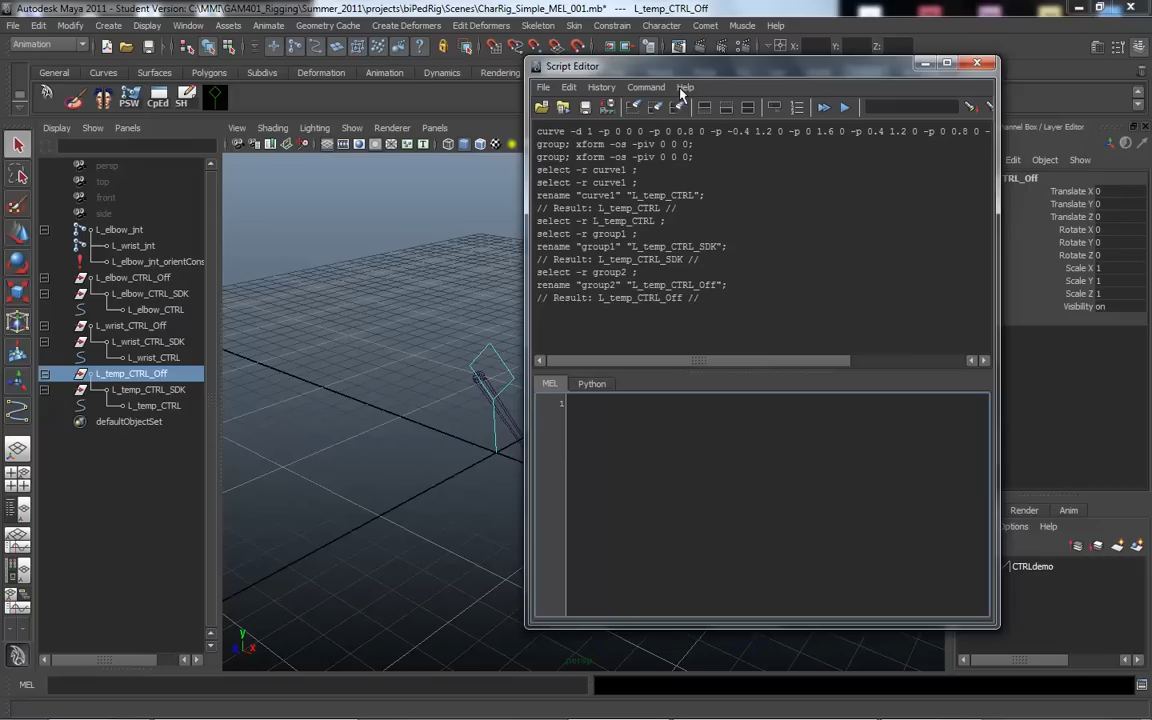 Autodesk Maya 2011 - Student Version: C:\MMI\GAM401_Rigging\Summer_2011\projects\biPedRig\Scenes\CharRig_Simple_MEL_001.mb* --- L_temp_CTRL_Off
File Edit Modify Create Display Window Assets Animate Geometry Cache Create Deformers Edit Deformers Skeleton Skin Constrain Character Comet Muscle Help
Animation
X: Y: Z:
General Curves Surfaces Polygons Subdivs Deformation Animation Dynamics Rendering
PSW CpEd SH
Display Show Panels
View Shading Lighting Show Renderer Panels
persp
top
front
side
L_elbow_jnt
L_wrist_jnt
L_elbow_jnt_orientCons
L_elbow_CTRL_Off
L_elbow_CTRL_SDK
L_elbow_CTRL
L_wrist_CTRL_Off
L_wrist_CTRL_SDK
L_wrist_CTRL
L_temp_CTRL_Off
L_temp_CTRL_SDK
L_temp_CTRL
defaultObjectSet
y
x
persp
Script Editor
File Edit History Command Help
curve -d 1 -p 0 0 0 -p 0 0.8 0 -p -0.4 1.2 0 -p 0 1.6 0 -p 0.4 1.2 0 -p 0 0.8 0 -
group; xform -os -piv 0 0 0;
group; xform -os -piv 0 0 0;
select -r curve1 ;
select -r curve1 ;
rename "curve1" "L_temp_CTRL";
// Result: L_temp_CTRL //
select -r L_temp_CTRL ;
select -r group1 ;
rename "group1" "L_temp_CTRL_SDK";
// Result: L_temp_CTRL_SDK //
select -r group2 ;
rename "group2" "L_temp_CTRL_Off";
// Result: L_temp_CTRL_Off //
MEL Python
1
hannel Box / Layer Editor
Edit Object Show
CTRL_Off
Translate X 0
Translate Y 0
Translate Z 0
Rotate X 0
Rotate Y 0
Rotate Z 0
Scale X 1
Scale Y 1
Scale Z 1
Visibility on
Render Anim
Options Help
CTRLdemo
MEL